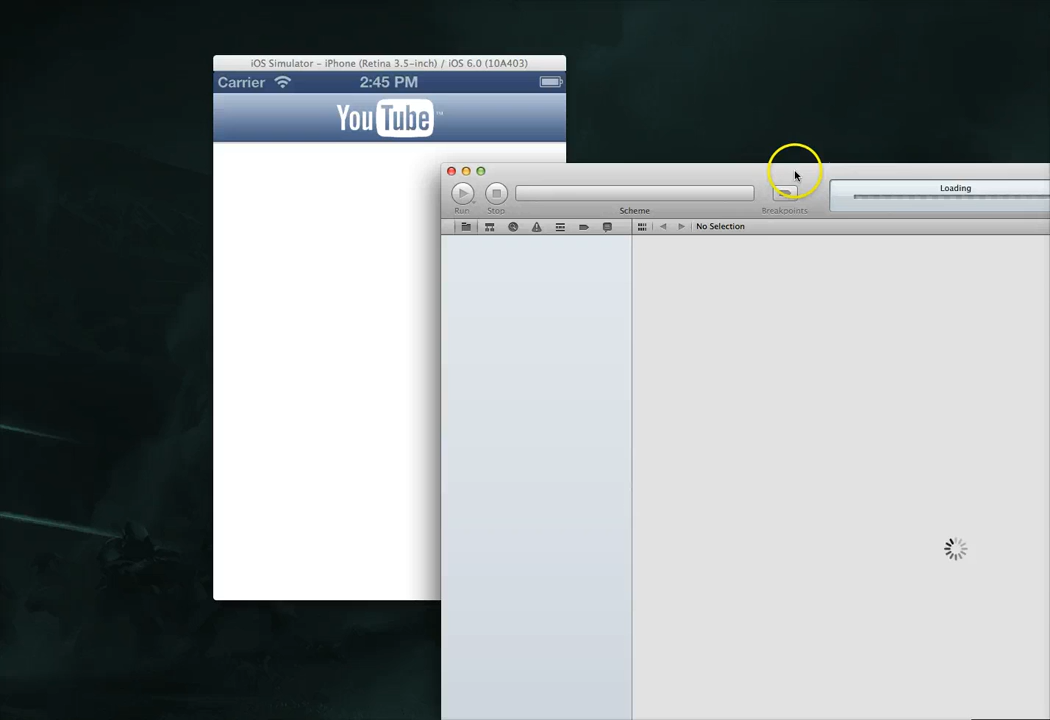 iOS Simulator – iPhone (Retina 3.5-inch) / iOS 6.0 (10A403)
Carrier 2:45 PM
YouTube™
Loading
Run Stop Scheme Breakpoints
No Selection